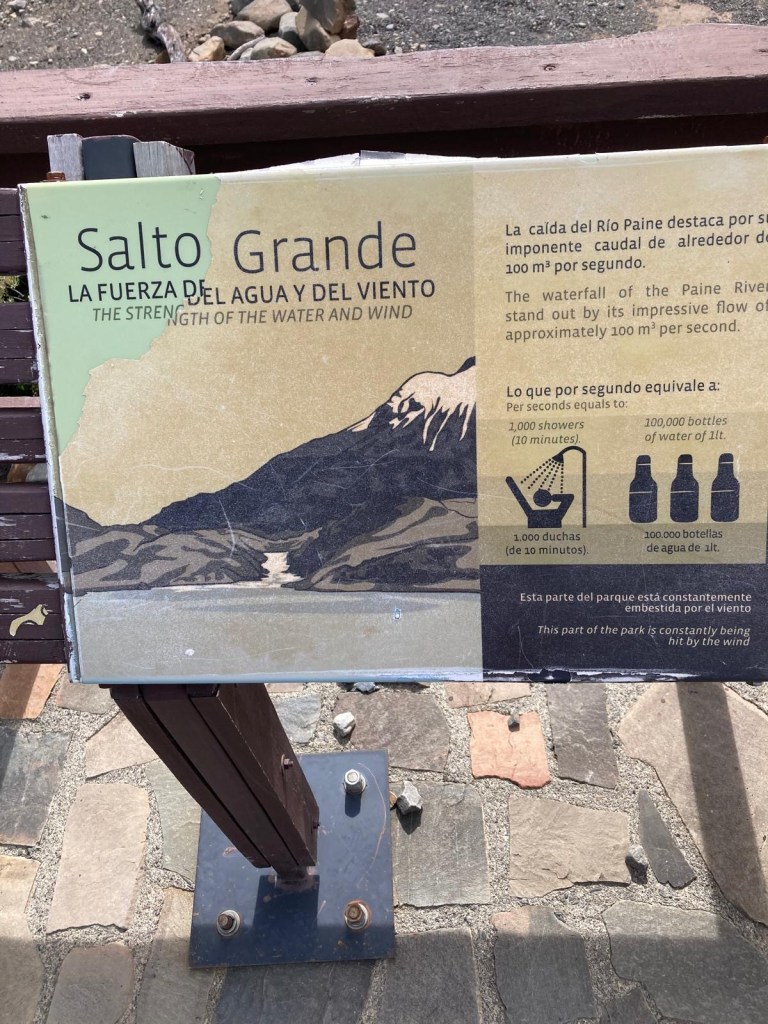 Salto Grande
LA FUERZA DEL AGUA Y DEL VIENTO
THE STRENGTH OF THE WATER AND WIND
La caïda del Río Paine destaca por su
imponente caudal de alrededor de
100 m³ por segundo.
The waterfall of the Paine River
stand out by its impressive flow of
approximately 100 m³ per second.
Lo que por segundo equivale a:
Per seconds equals to:
1,000 showers
(10 minutes).
1.000 duchas
(de 10 minutos).
100,000 bottles
of water of 1lt.
100.000 botellas
de agua de 1lt.
Esta parte del parque está constantemente
embestida por el viento
This part of the park is constantly being
hit by the wind